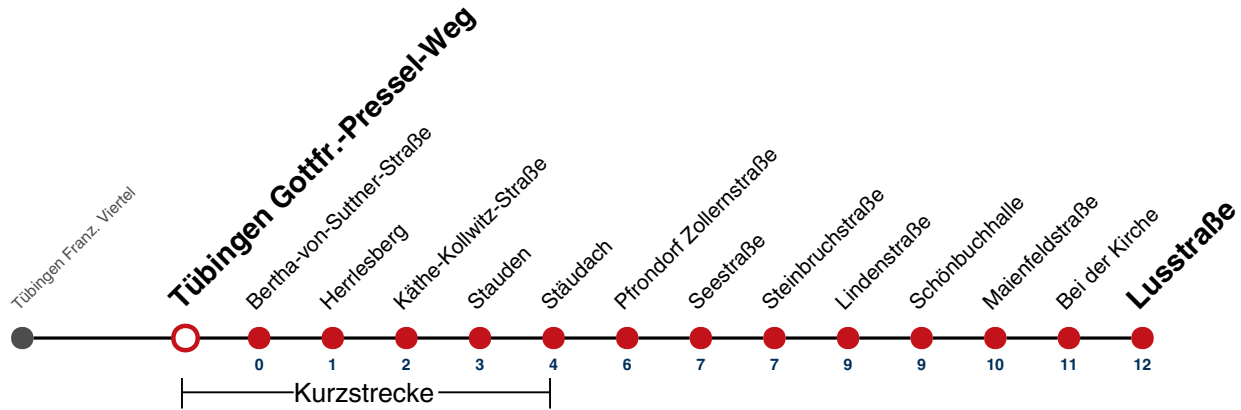 Tübingen Franz. Viertel
Tübingen Gottfr.-Pressel-Weg
Bertha-von-Suttner-Straße
Herrlesberg
Käthe-Kollwitz-Straße
Stauden
Stäudach
Pfrondorf Zollernstraße
Seestraße
Steinbruchstraße
Lindenstraße
Schönbuchhalle
Maienfeldstraße
Bei der Kirche
Lusstraße
0 1 2 3 4 6 7 7 9 9 10 11 12
Kurzstrecke